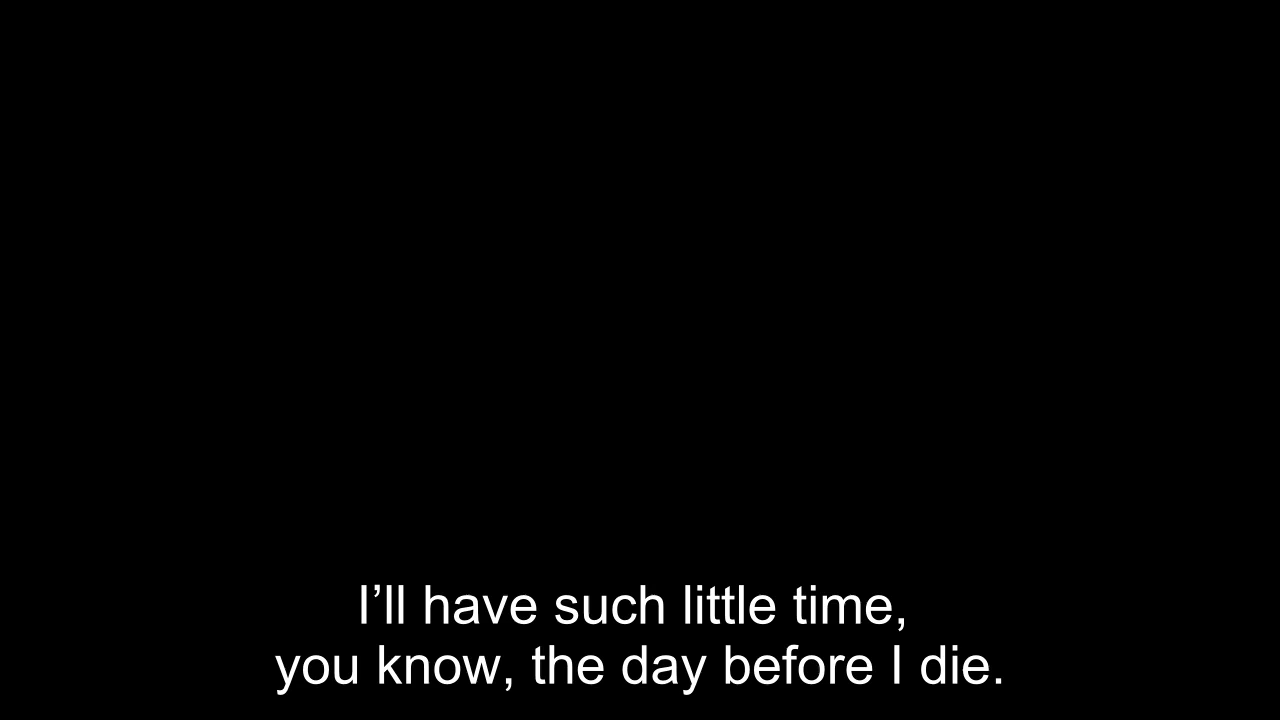 I’ll have such little time,
you know, the day before I die.